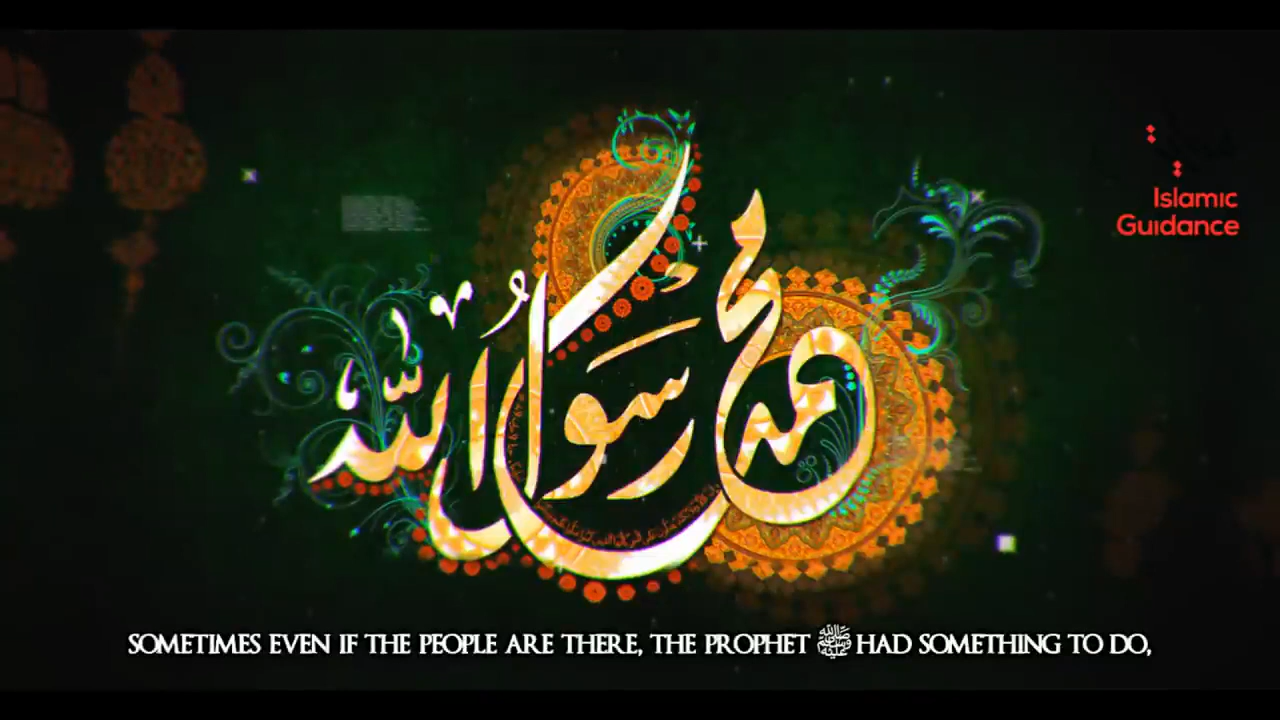 محمد رسول الله
Islamic
Guidance
SOMETIMES EVEN IF THE PEOPLE ARE THERE, THE PROPHET ﷺ HAD SOMETHING TO DO,